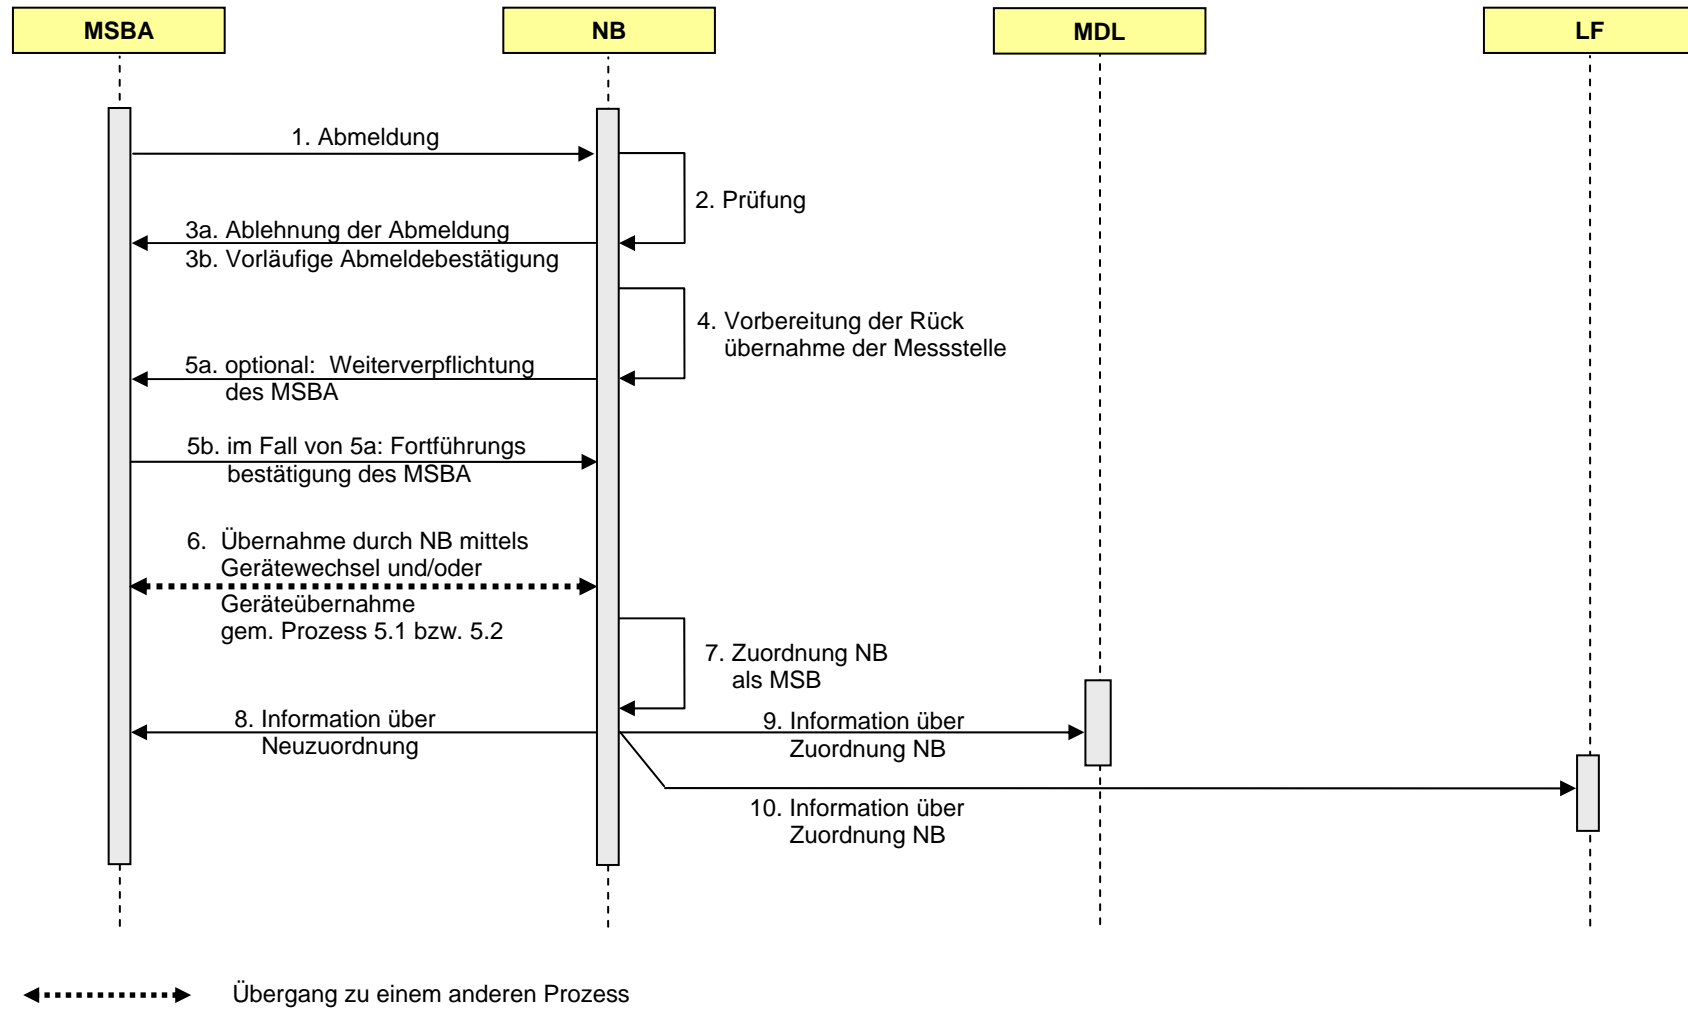 MSBA
NB
MDL
LF
1. Abmeldung
2. Prüfung
3a. Ablehnung der Abmeldung
3b. Vorläufige Abmeldebestätigung
4. Vorbereitung der Rück
übernahme der Messstelle
5a. optional: Weiterverpflichtung
des MSBA
5b. im Fall von 5a: Fortführungs
bestätigung des MSBA
6. Übernahme durch NB mittels
Gerätewechsel und/oder
Geräteübernahme
gem. Prozess 5.1 bzw. 5.2
7. Zuordnung NB
als MSB
8. Information über
Neuzuordnung
9. Information über
Zuordnung NB
10. Information über
Zuordnung NB
Übergang zu einem anderen Prozess